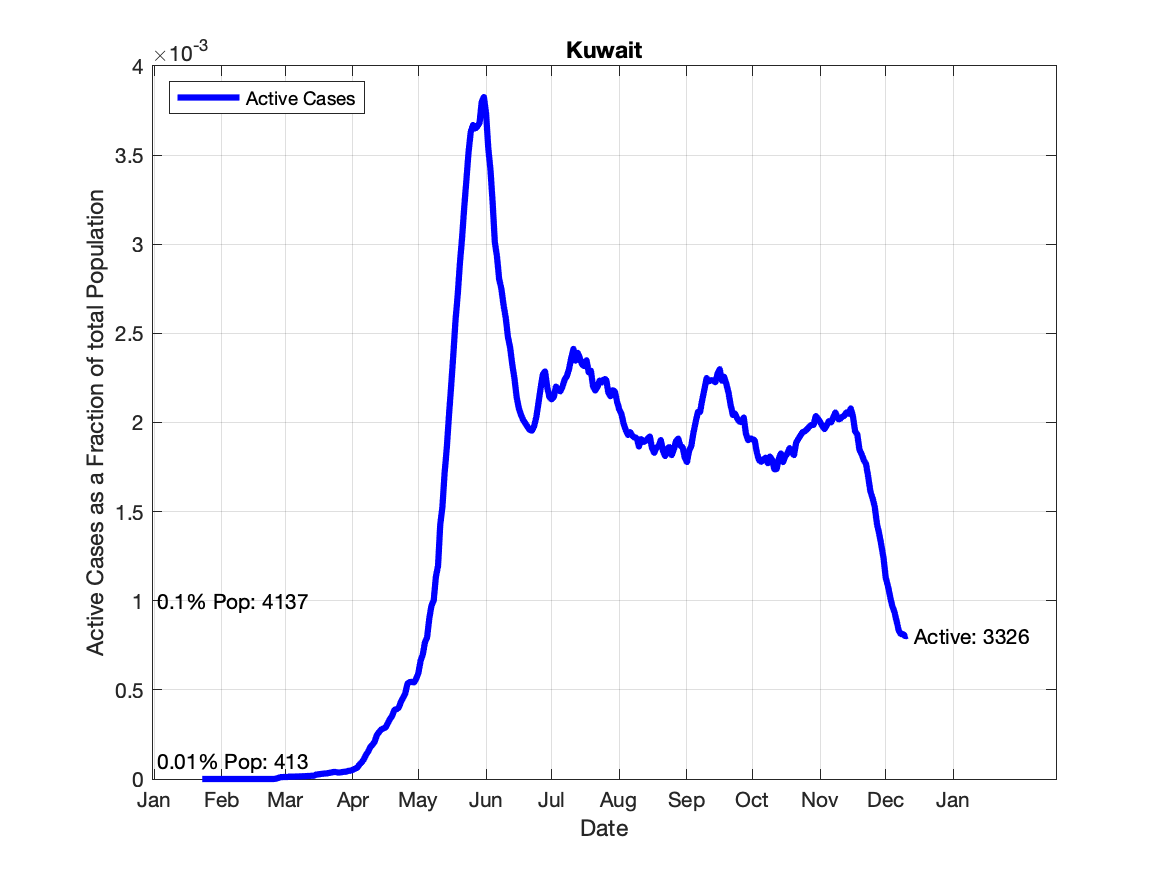 Kuwait
×10-3
Active Cases
4
3.5
3
2.5
2
1.5
1
0.5
0
Active Cases as a Fraction of total Population
0.1% Pop: 4137
Active: 3326
0.01% Pop: 413
Jan Feb Mar Apr May Jun Jul Aug Sep Oct Nov Dec Jan
Date